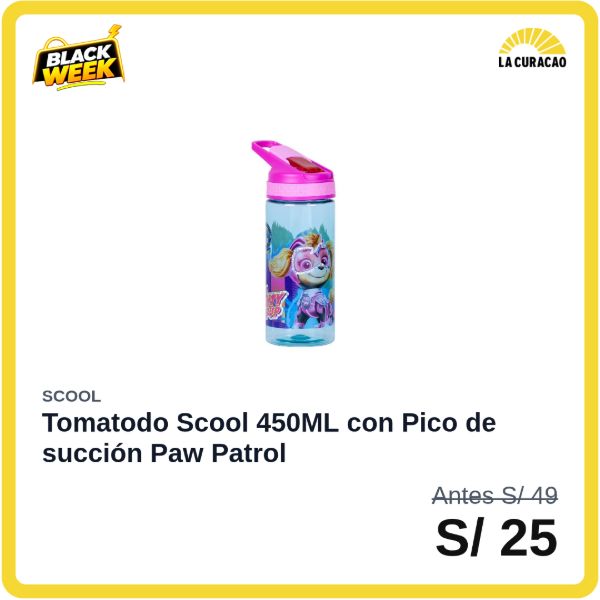 BLACK
WEEK
LA CURACAO
SCOOL
Tomatodo Scool 450ML con Pico de
succión Paw Patrol
Antes S/ 49
S/ 25